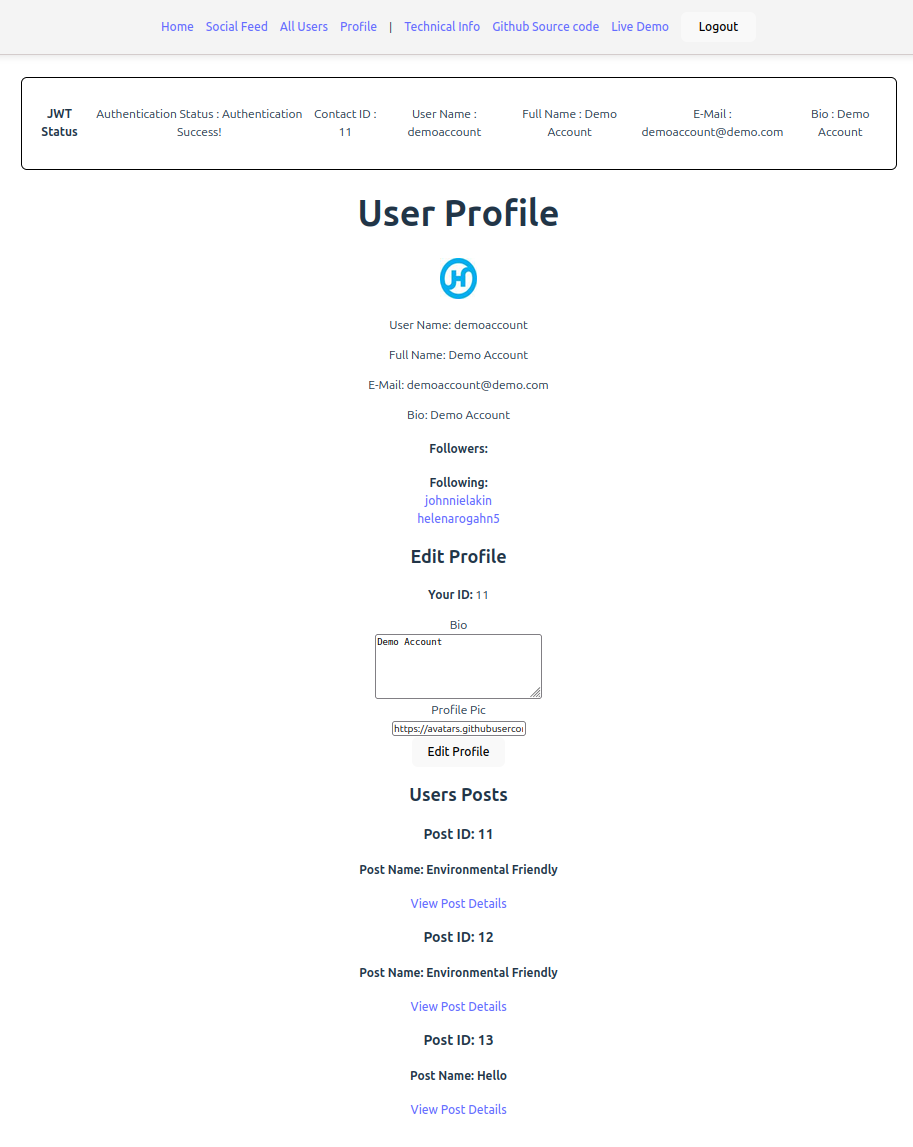 Home Social Feed All Users Profile | Technical Info Github Source code Live Demo Logout
JWT Status
Authentication Status : Authentication Success!
Contact ID : 11
User Name : demoaccount
Full Name : Demo Account
E-Mail : demoaccount@demo.com
Bio : Demo Account
User Profile
User Name: demoaccount
Full Name: Demo Account
E-Mail: demoaccount@demo.com
Bio: Demo Account
Followers:
Following:
johnnielakin
helenarogahn5
Edit Profile
Your ID: 11
Bio
Demo Account
Profile Pic
https://avatars.githubuserco
Edit Profile
Users Posts
Post ID: 11
Post Name: Environmental Friendly
View Post Details
Post ID: 12
Post Name: Environmental Friendly
View Post Details
Post ID: 13
Post Name: Hello
View Post Details